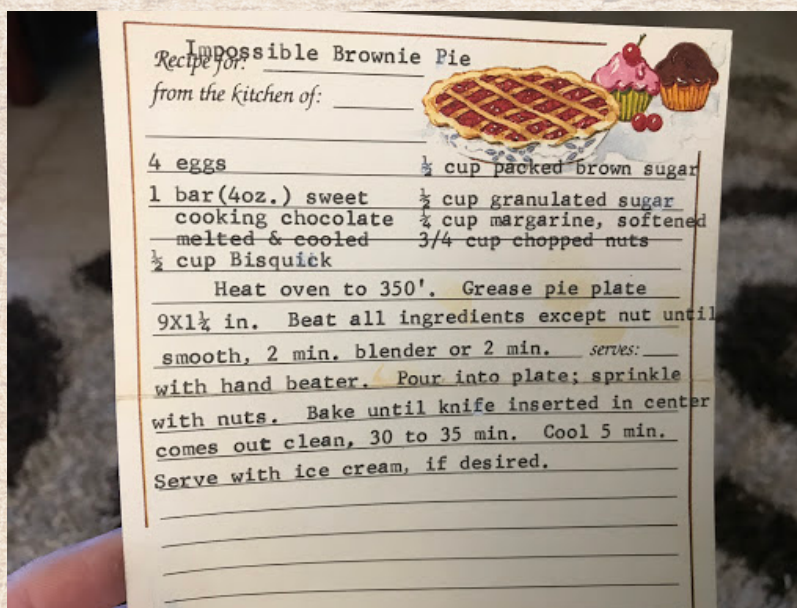 Impossible Brownie Pie
Recipe for:
from the kitchen of:
4 eggs
1 bar(4oz.) sweet
cooking chocolate
melted & cooled
½ cup Bisquick
½ cup packed brown sugar
½ cup granulated sugar
¼ cup margarine, softened
3/4 cup chopped nuts
Heat oven to 350'. Grease pie plate
9X1¼ in. Beat all ingredients except nut until
smooth, 2 min. blender or 2 min. serves:
with hand beater. Pour into plate; sprinkle
with nuts. Bake until knife inserted in center
comes out clean, 30 to 35 min. Cool 5 min.
Serve with ice cream, if desired.